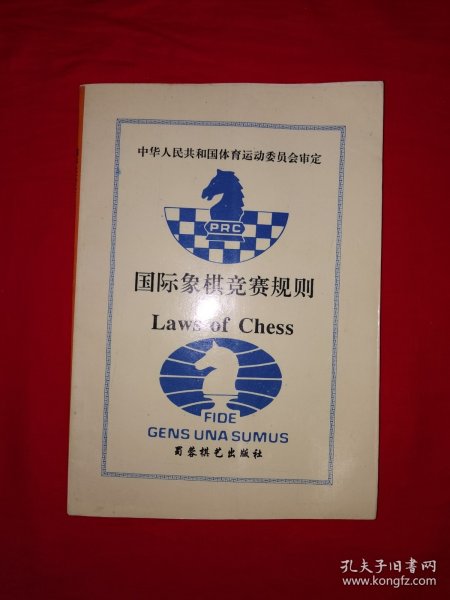 中华人民共和国体育运动委员会审定
PRC
国际象棋竞赛规则
Laws of Chess
FIDE
GENS UNA SUMUS
蜀蓉棋艺出版社
孔夫子旧书网
www.kongfz.com